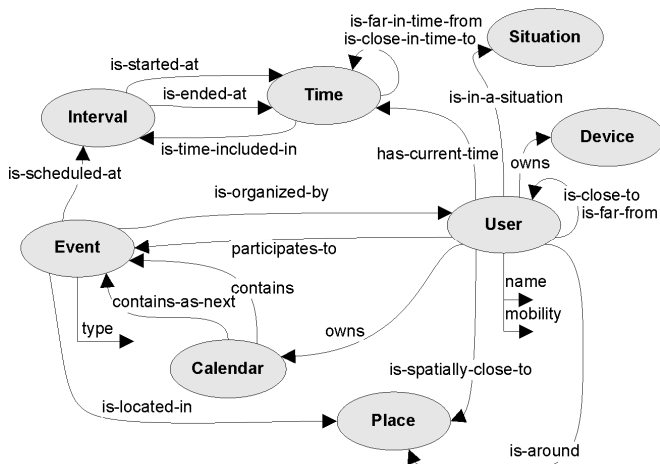 is-far-in-time-from
is-close-in-time-to
Situation
is-started-at
is-ended-at
Time
Interval
is-in-a-situation
Device
is-time-included-in
has-current-time
owns
is-scheduled-at
is-organized-by
is-close-to
is-far-from
User
Event
participates-to
contains
name
contains-as-next
mobility
type
owns
Calendar
is-spatially-close-to
is-located-in
Place
is-around